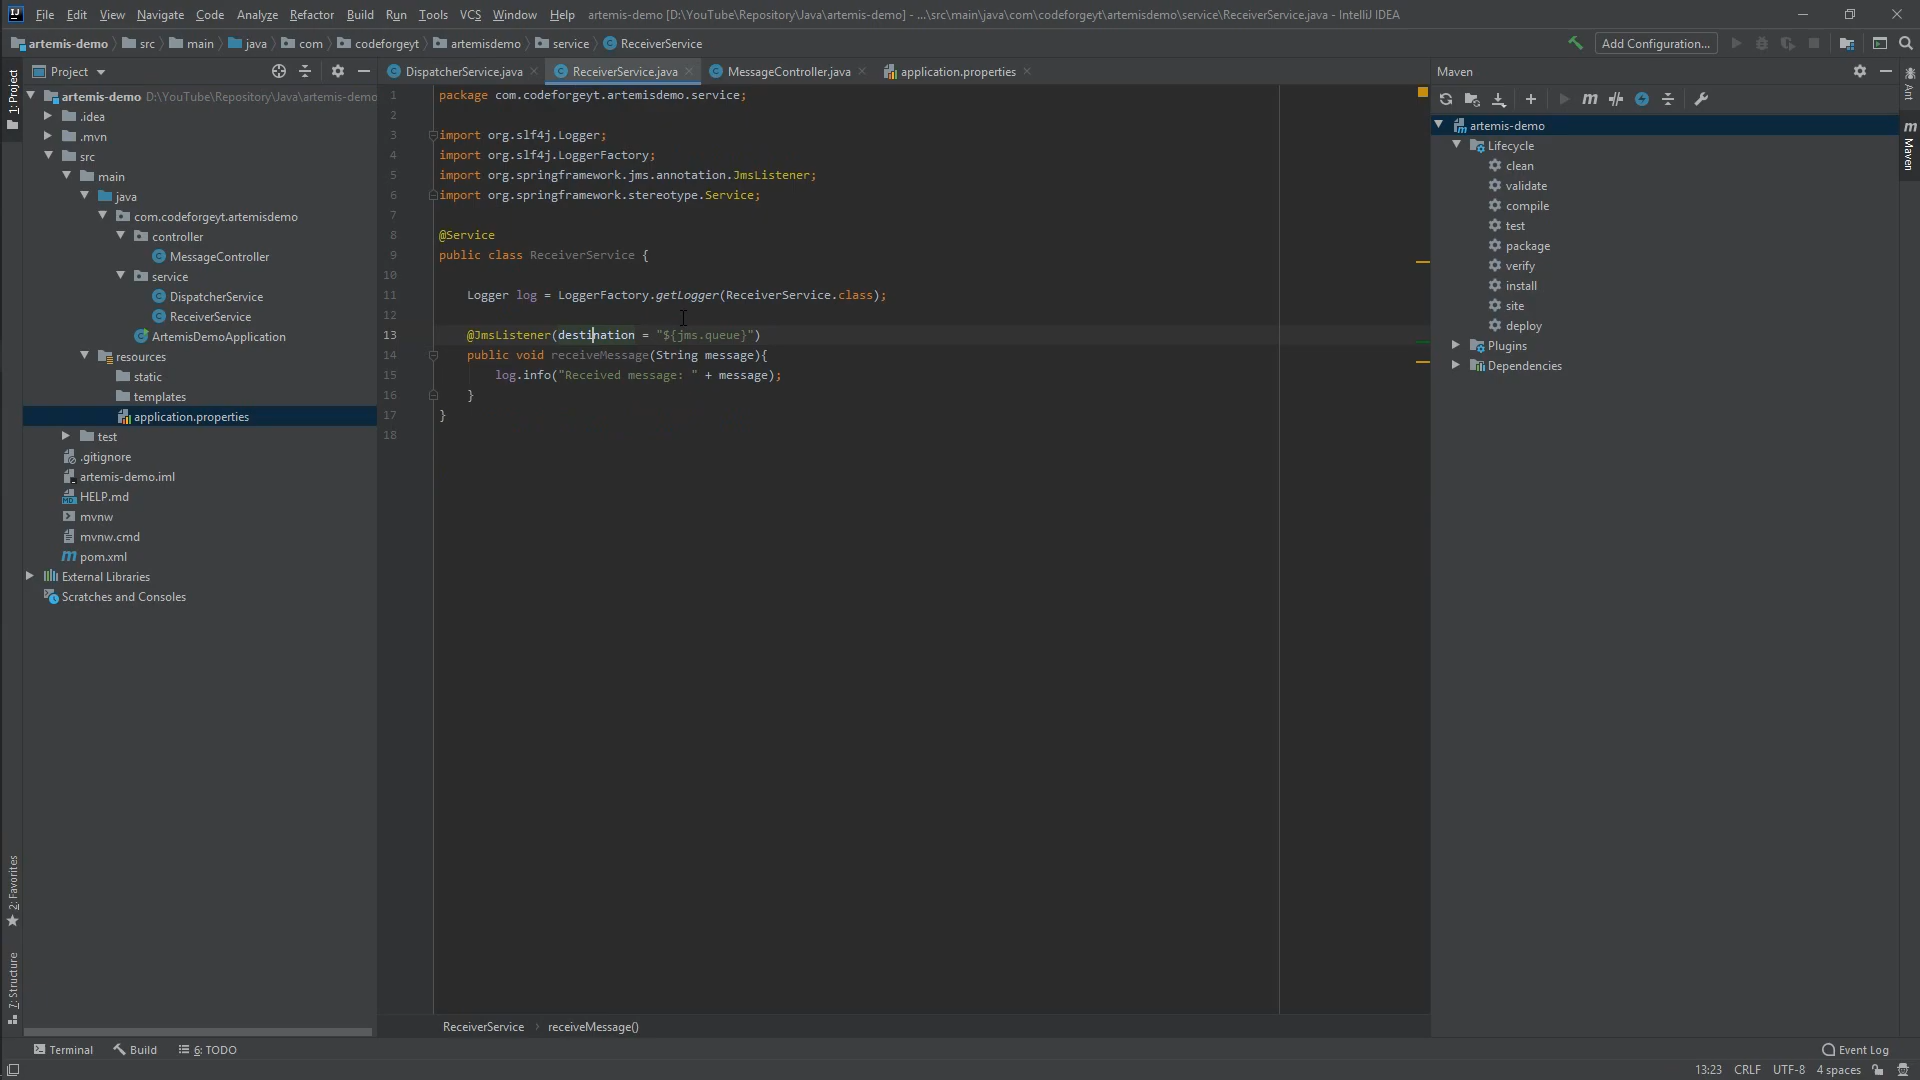 File Edit View Navigate Code Analyze Refactor Build Run Tools VCS Window Help artemis-demo [D:\YouTube\Repository\Java\artemis-demo] - ...\src\main\java\com\codeforgeyt\artemisdemo\service\ReceiverService.java - IntelliJ IDEA
artemis-demo src main java com codeforgeyt artemisdemo service ReceiverService Add Configuration...
Project DispatcherService.java ReceiverService.java MessageController.java application.properties Maven
1: Project
artemis-demo D:\YouTube\Repository\Java\artemis-demo
.idea
.mvn
src
main
java
com.codeforgeyt.artemisdemo
controller
MessageController
service
DispatcherService
ReceiverService
ArtemisDemoApplication
resources
static
templates
application.properties
test
.gitignore
artemis-demo.iml
HELP.md
mvnw
mvnw.cmd
pom.xml
External Libraries
Scratches and Consoles
2: Favorites
7: Structure
1 package com.codeforgeyt.artemisdemo.service;
2
3 import org.slf4j.Logger;
4 import org.slf4j.LoggerFactory;
5 import org.springframework.jms.annotation.JmsListener;
6 import org.springframework.stereotype.Service;
7
8 @Service
9 public class ReceiverService {
10
11 Logger log = LoggerFactory.getLogger(ReceiverService.class);
12
13 @JmsListener(destination = "${jms.queue}")
14 public void receiveMessage(String message){
15 log.info("Received message: " + message);
16 }
17 }
18
ReceiverService receiveMessage()
artemis-demo
Lifecycle
clean
validate
compile
test
package
verify
install
site
deploy
Plugins
Dependencies
Ant
Maven
Terminal Build 6: TODO Event Log
13:23 CRLF UTF-8 4 spaces